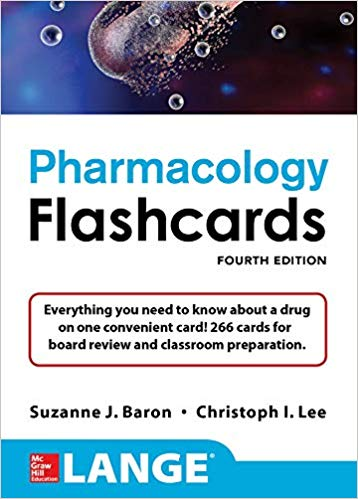 Pharmacology
Flashcards
FOURTH EDITION
Everything you need to know about a drug
on one convenient card! 266 cards for
board review and classroom preparation.
Suzanne J. Baron • Christoph I. Lee
Mc
Graw
Hill
Education
LANGE®